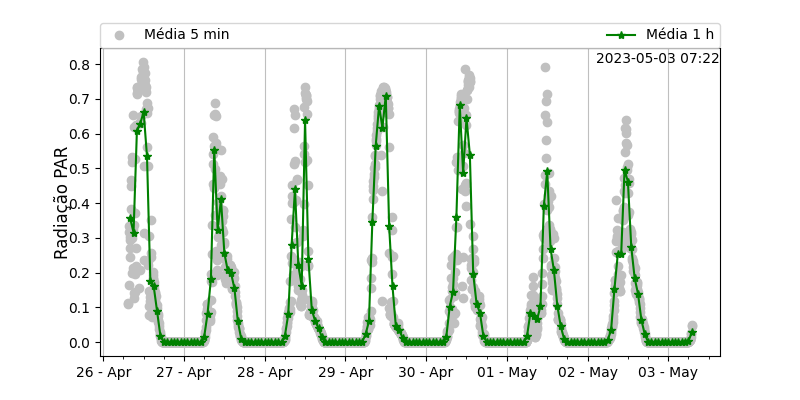 Média 5 min
Média 1 h
2023-05-03 07:22
Radiação PAR
0.8
0.7
0.6
0.5
0.4
0.3
0.2
0.1
0.0
26 - Apr
27 - Apr
28 - Apr
29 - Apr
30 - Apr
01 - May
02 - May
03 - May